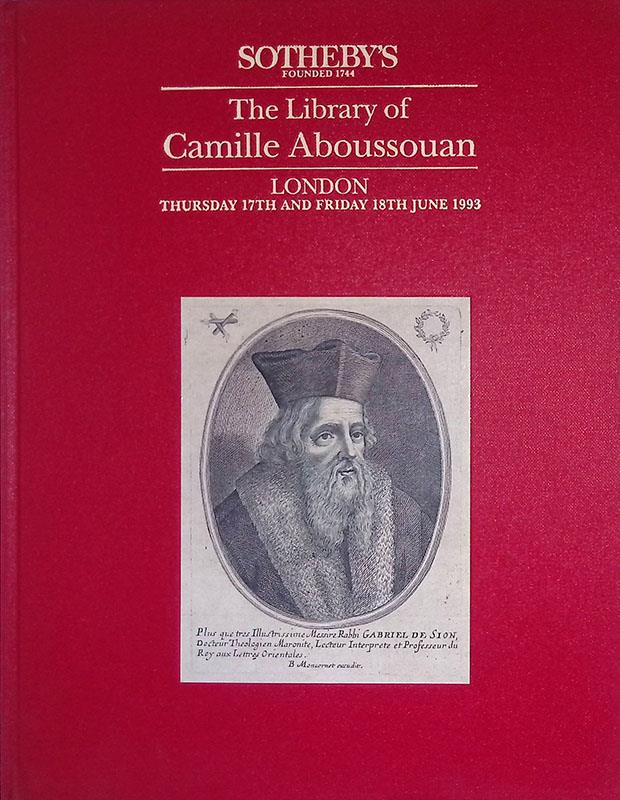 SOTHEBY'S
FOUNDED 1744
The Library of
Camille Aboussouan
LONDON
THURSDAY 17TH AND FRIDAY 18TH JUNE 1993
Plus que tres Illustrissime Messire Rabbi GABRIEL DE SION,
Docteur Theologien Maronite, Lecteur Interprete et Professeur du
Roy aux Lettres Orientales.
B Moncornet excudit.